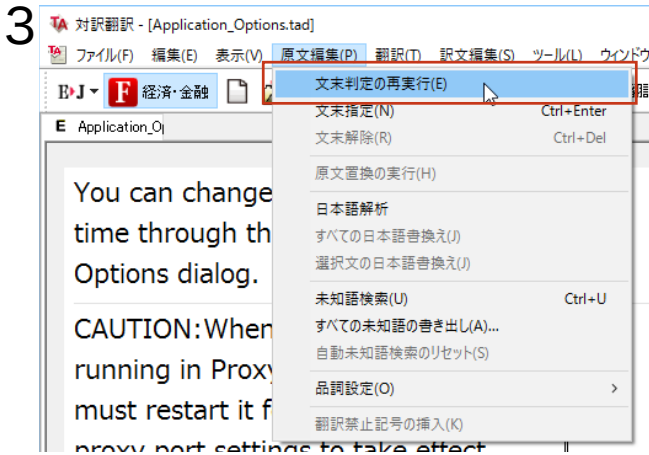 3
対訳翻訳 - [Application_Options.tad]
ファイル(F) 編集(E) 表示(V) 原文編集(P) 翻訳(T) 訳文編集(S) ツール(L) ウィンドウ
E▸J F 経済・金融
E Application_O
文末判定の再実行(E)
文末指定(N) Ctrl+Enter
文末解除(R) Ctrl+Del
原文置換の実行(H)
日本語解析
すべての日本語書換え(J)
選択文の日本語書換え(J)
未知語検索(U) Ctrl+U
すべての未知語の書き出し(A)...
自動未知語検索のリセット(S)
品詞設定(O)
翻訳禁止記号の挿入(K)
You can change
time through th
Options dialog.
CAUTION:When
running in Proxy
must restart it f
proxy port settings to take effect